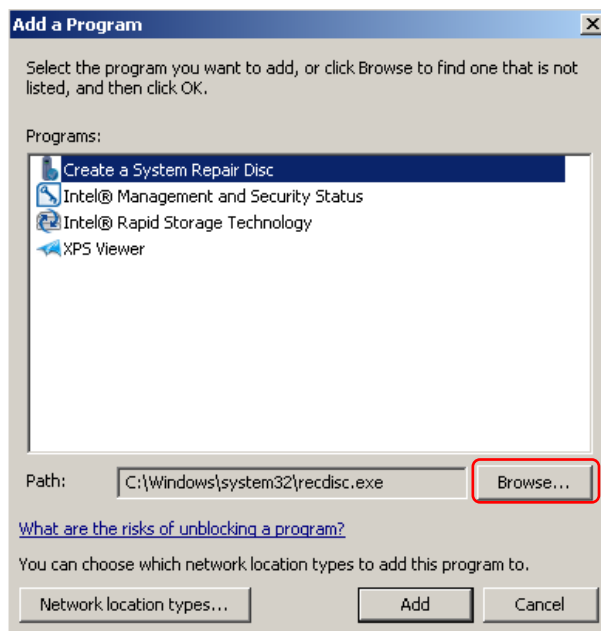 Add a Program
Select the program you want to add, or click Browse to find one that is not
listed, and then click OK.
Programs:
Create a System Repair Disc
Intel® Management and Security Status
Intel® Rapid Storage Technology
XPS Viewer
Path:
C:\Windows\system32\recdisc.exe
Browse...
What are the risks of unblocking a program?
You can choose which network location types to add this program to.
Network location types...
Add
Cancel